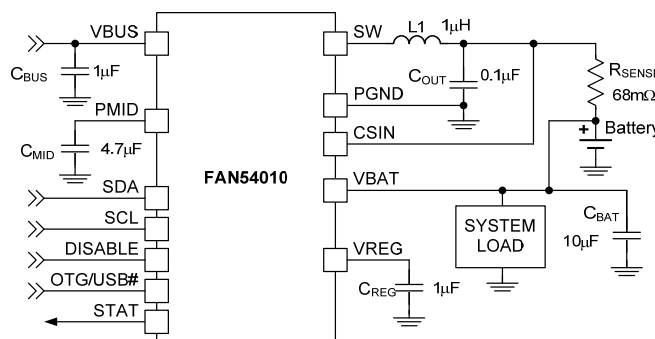 VBUS
CBUS
1µF
PMID
CMID
4.7µF
SDA
SCL
DISABLE
OTG/USB#
STAT
FAN54010
SW
L1
1µH
COUT
0.1µF
PGND
CSIN
VBAT
VREG
CREG
1µF
RSENSE
68mΩ
+
Battery
SYSTEM
LOAD
CBAT
10µF